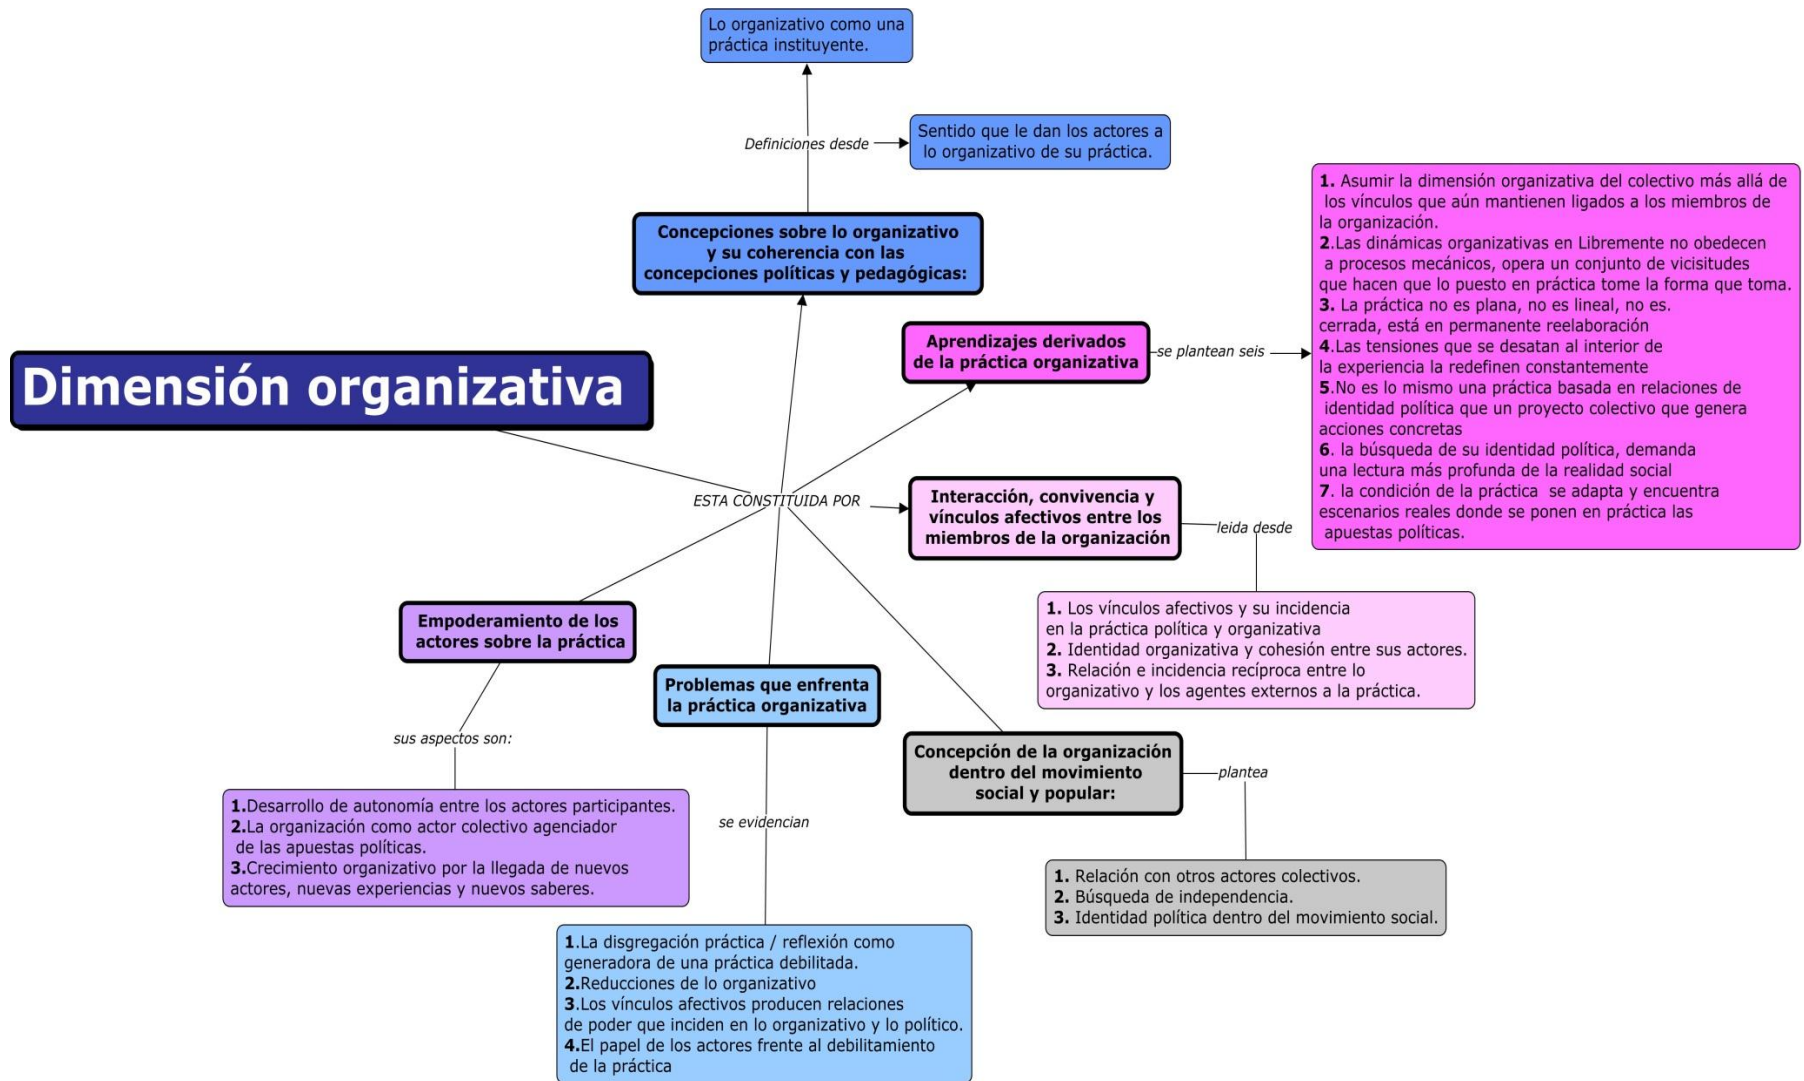 Lo organizativo como una
práctica instituyente.
Definiciones desde
Sentido que le dan los actores a
lo organizativo de su práctica.
Concepciones sobre lo organizativo
y su coherencia con las
concepciones políticas y pedagógicas:
Dimensión organizativa
Aprendizajes derivados
de la práctica organizativa
se plantean seis
1. Asumir la dimensión organizativa del colectivo más allá de
los vínculos que aún mantienen ligados a los miembros de
la organización.
2.Las dinámicas organizativas en Libremente no obedecen
a procesos mecánicos, opera un conjunto de vicisitudes
que hacen que lo puesto en práctica tome la forma que toma.
3. La práctica no es plana, no es lineal, no es.
cerrada, está en permanente reelaboración
4.Las tensiones que se desatan al interior de
la experiencia la redefinen constantemente
5.No es lo mismo una práctica basada en relaciones de
identidad política que un proyecto colectivo que genera
acciones concretas
6. la búsqueda de su identidad política, demanda
una lectura más profunda de la realidad social
7. la condición de la práctica se adapta y encuentra
escenarios reales donde se ponen en práctica las
apuestas políticas.
ESTA CONSTITUIDA POR
Interacción, convivencia y
vínculos afectivos entre los
miembros de la organización
leida desde
1. Los vínculos afectivos y su incidencia
en la práctica política y organizativa
2. Identidad organizativa y cohesión entre sus actores.
3. Relación e incidencia recíproca entre lo
organizativo y los agentes externos a la práctica.
Empoderamiento de los
actores sobre la práctica
sus aspectos son:
1.Desarrollo de autonomía entre los actores participantes.
2.La organización como actor colectivo agenciador
de las apuestas políticas.
3.Crecimiento organizativo por la llegada de nuevos
actores, nuevas experiencias y nuevos saberes.
Problemas que enfrenta
la práctica organizativa
se evidencian
1.La disgregación práctica / reflexión como
generadora de una práctica debilitada.
2.Reducciones de lo organizativo
3.Los vínculos afectivos producen relaciones
de poder que inciden en lo organizativo y lo político.
4.El papel de los actores frente al debilitamiento
de la práctica
Concepción de la organización
dentro del movimiento
social y popular:
plantea
1. Relación con otros actores colectivos.
2. Búsqueda de independencia.
3. Identidad política dentro del movimiento social.